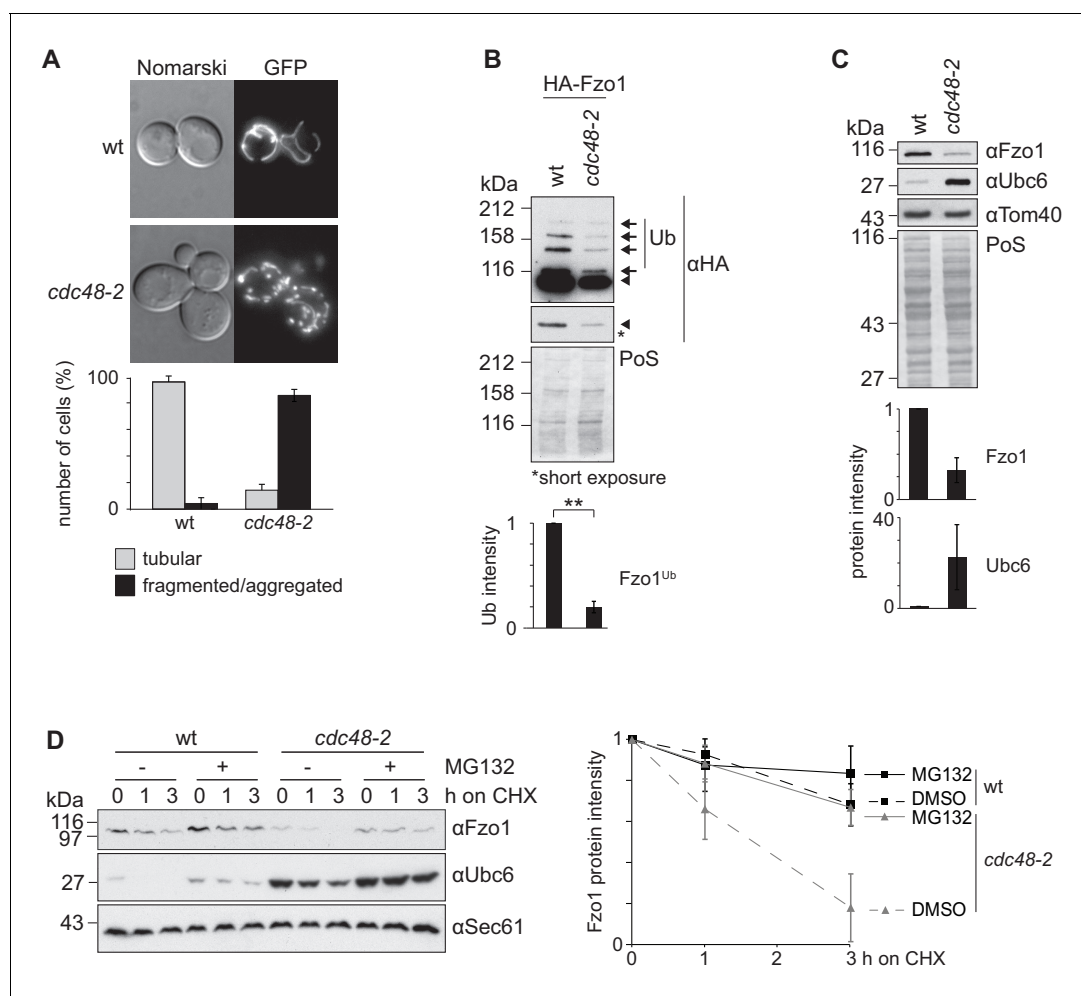 A
Nomarski GFP
wt
cdc48-2
100
0
number of cells (%)
wt cdc48-2
tubular
fragmented/aggregated
B
HA-Fzo1
wt cdc48-2
kDa
212
158
116
Ub
αHA
*
PoS
212
158
116
*short exposure
**
1
0
Ub intensity
Fzo1Ub
C
wt cdc48-2
kDa
116 αFzo1
27 αUbc6
43 αTom40
116 PoS
43
27
1
0
Fzo1
protein intensity
40
0
Ubc6
D
wt cdc48-2
- + - + MG132
0 1 3 0 1 3 0 1 3 0 1 3 h on CHX
kDa
116
97
αFzo1
27 αUbc6
43 αSec61
1
0
Fzo1 protein intensity
0 1 2 3 h on CHX
MG132
DMSO
wt
MG132
DMSO
cdc48-2